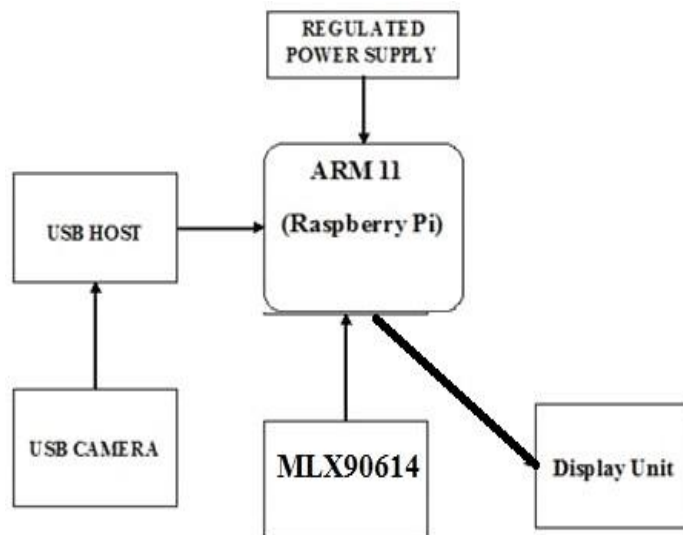 REGULATED
POWER SUPPLY
ARM 11
(Raspberry Pi)
USB HOST
USB CAMERA
MLX90614
Display Unit